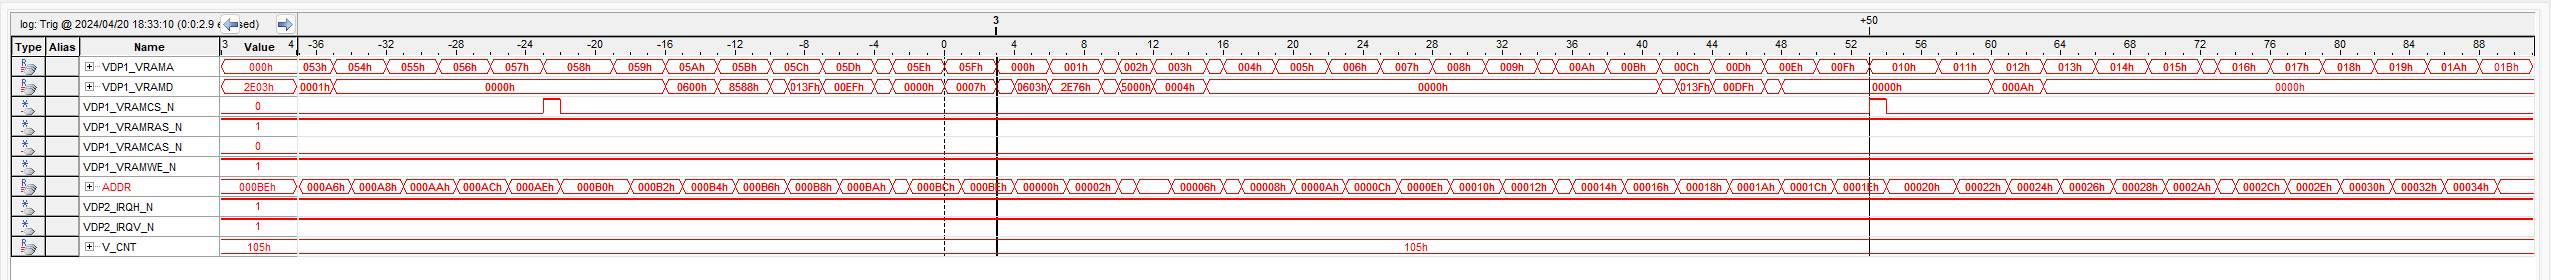 log: Trig @ 2024/04/20 18:33:10 (0:0:2.9 sed) 3 +50
Type Alias Name 3 Value 4 -36 -32 -28 -24 -20 -16 -12 -8 -4 0 4 8 12 16 20 24 28 32 36 40 44 48 52 56 60 64 68 72 76 80 84 88
VDP1_VRAMA 000h 053h 054h 055h 056h 057h 058h 059h 05Ah 05Bh 05Ch 05Dh 05Eh 05Fh 000h 001h 002h 003h 004h 005h 006h 007h 008h 009h 00Ah 00Bh 00Ch 00Dh 00Eh 00Fh 010h 011h 012h 013h 014h 015h 016h 017h 018h 019h 01Ah 01Bh
VDP1_VRAMD 2E03h 0001h 0000h 0600h 8588h 013Fh 00EFh 0000h 0007h 0603h 2E76h 5000h 0004h 0000h 013Fh 00DFh 0000h 000Ah 0000h
VDP1_VRAMCS_N 0
VDP1_VRAMRAS_N 1
VDP1_VRAMCAS_N 0
VDP1_VRAMWE_N 1
ADDR 000BEh 000A6h 000A8h 000AAh 000ACh 000AEh 000B0h 000B2h 000B4h 000B6h 000B8h 000BAh 000BCh 000BEh 00000h 00002h 00006h 00008h 0000Ah 0000Ch 0000Eh 00010h 00012h 00014h 00016h 00018h 0001Ah 0001Ch 0001Eh 00020h 00022h 00024h 00026h 00028h 0002Ah 0002Ch 0002Eh 00030h 00032h 00034h
VDP2_IRQH_N 1
VDP2_IRQV_N 1
V_CNT 105h 105h